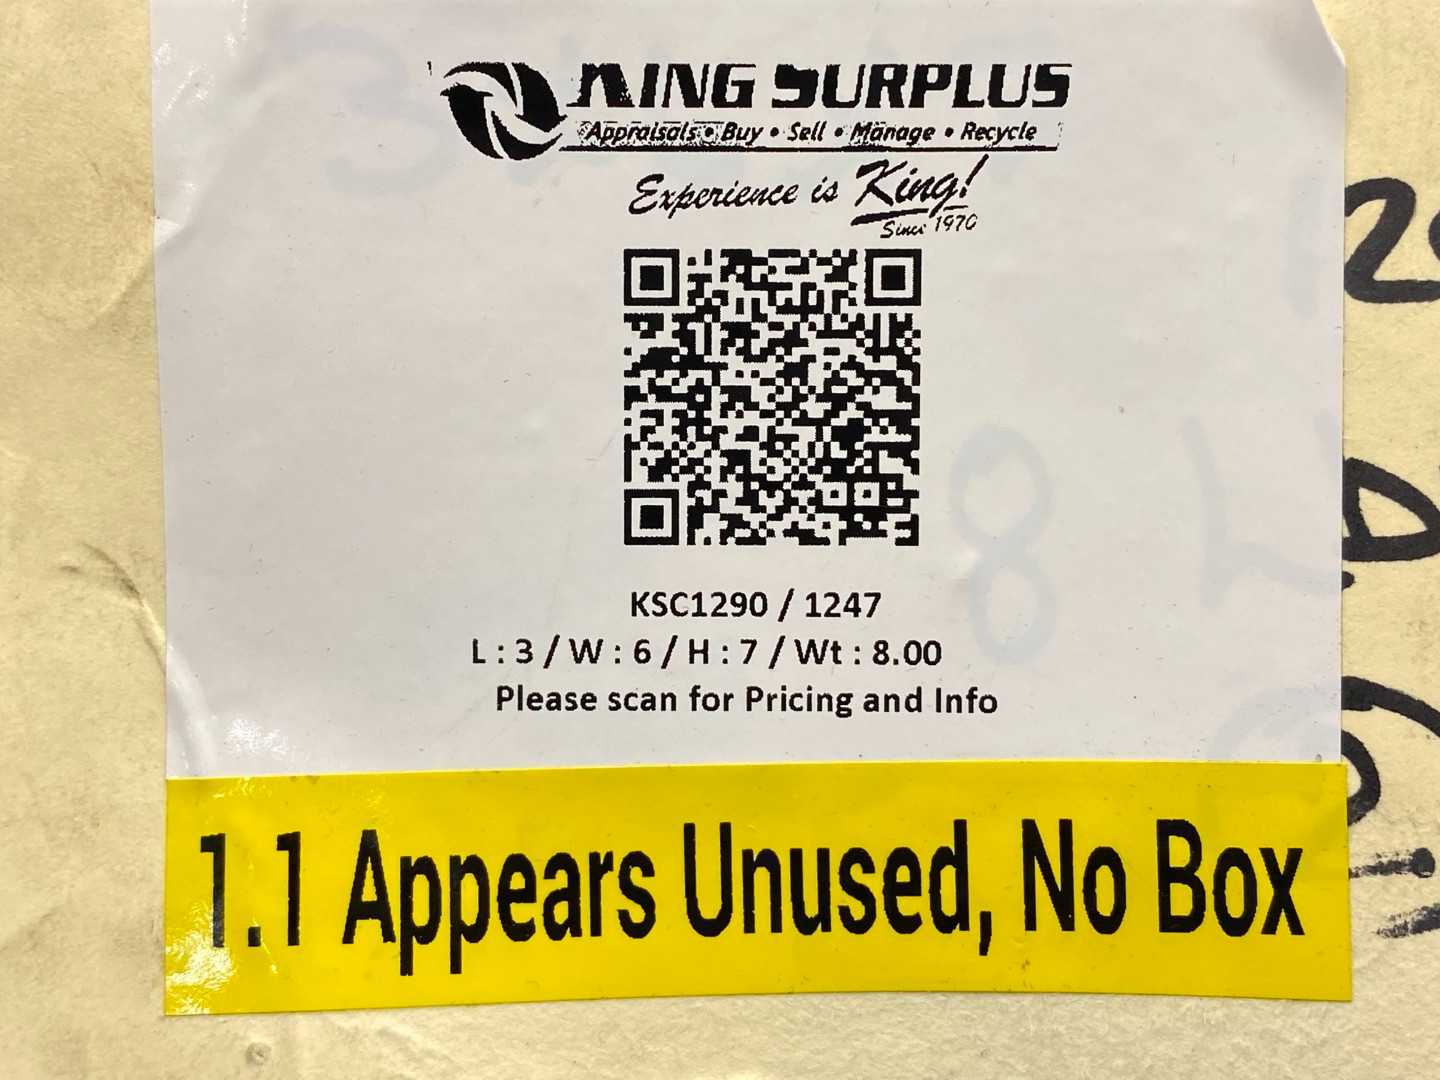 KING SURPLUS
Appraisals • Buy • Sell • Manage • Recycle
Experience is King!
Since 1970
KSC1290 / 1247
L : 3 / W : 6 / H : 7 / Wt : 8.00
Please scan for Pricing and Info
1.1 Appears Unused, No Box